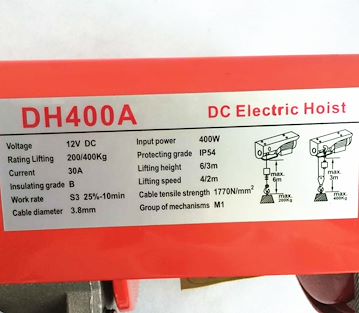 DH400A DC Electric Hoist
Voltage 12V DC
Rating Lifting 200/400Kg
Current 30A
Insulating grade B
Work rate S3 25%-10min
Cable diameter 3.8mm
Input power 400W
Protecting grade IP54
Lifting height 6/3m
Lifting speed 4/2m
Cable tensile strength 1770N/mm²
Group of mechanisms M1
max.
6m
max.
200Kg
max.
3m
max.
400Kg